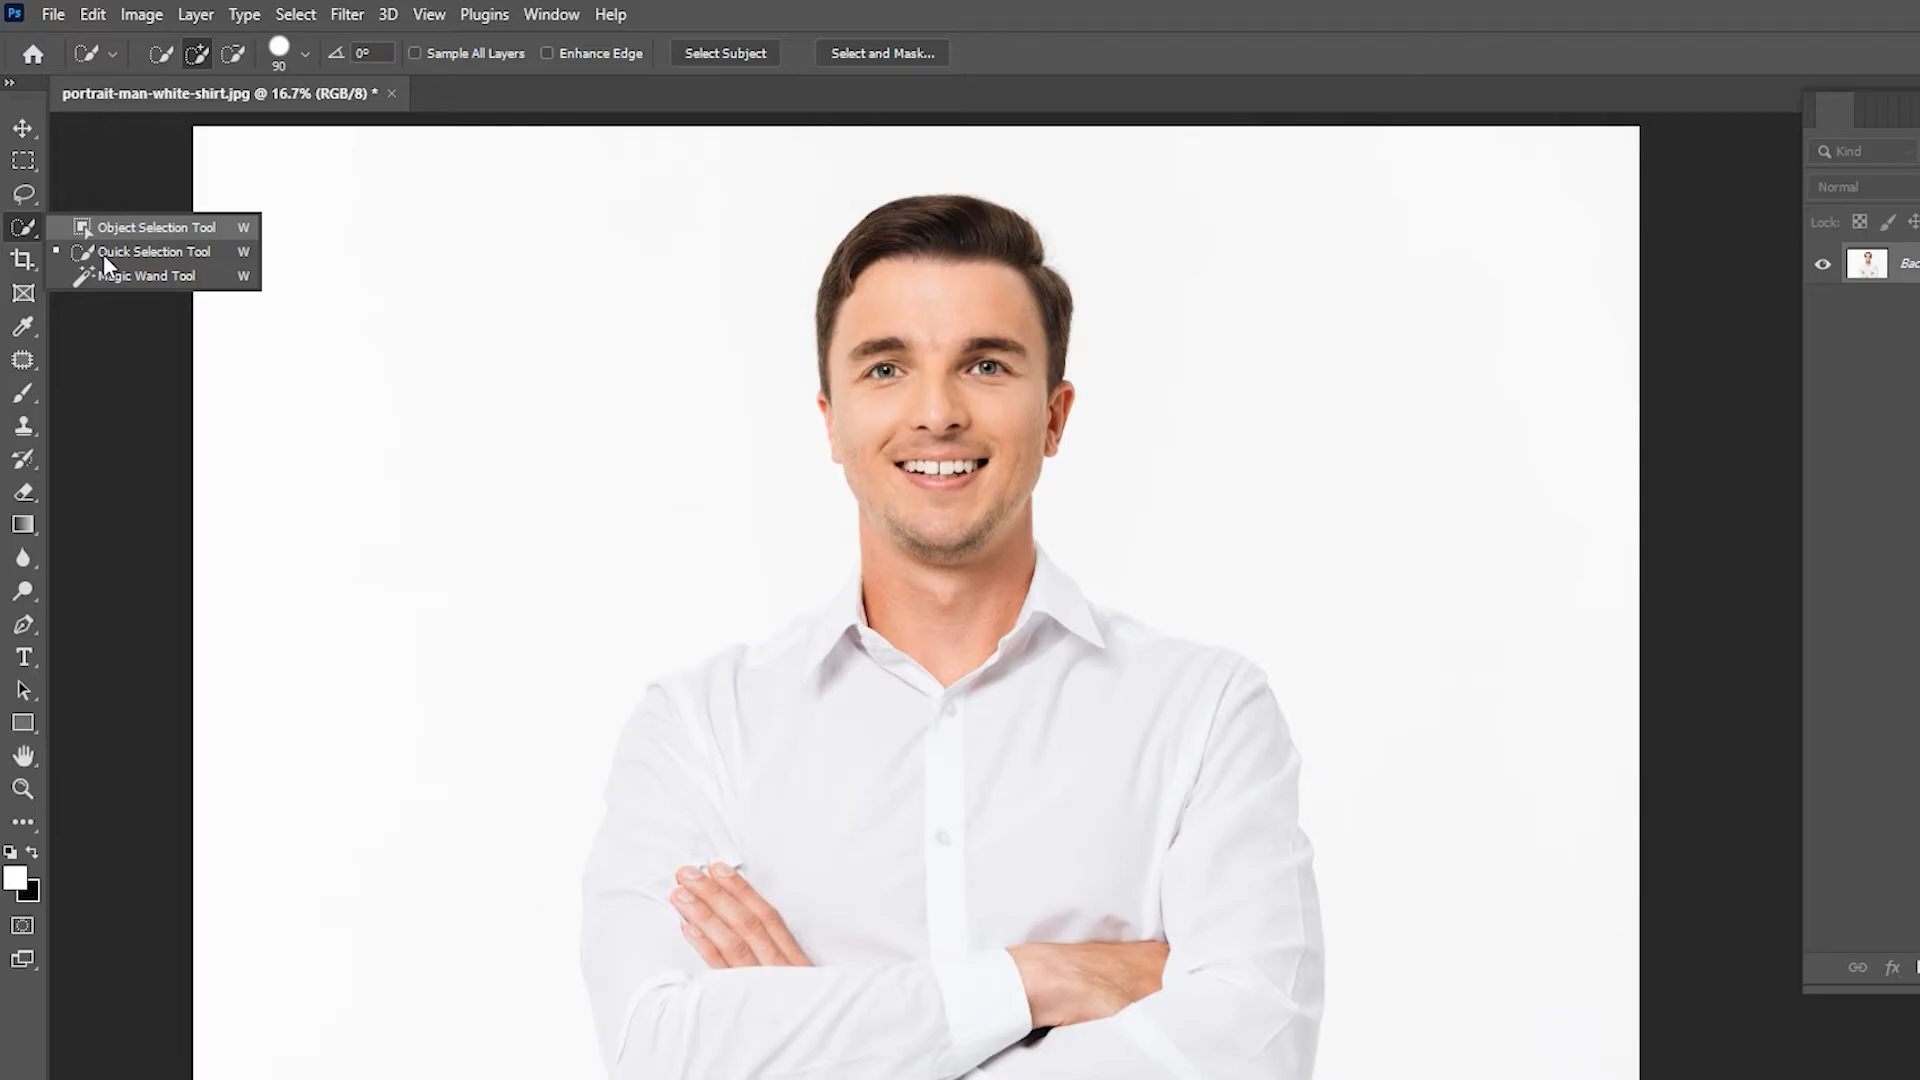 Ps File Edit Image Layer Type Select Filter 3D View Plugins Window Help
90 0° Sample All Layers Enhance Edge Select Subject Select and Mask...
portrait-man-white-shirt.jpg @ 16.7% (RGB/8) * ×
Kind
Normal
Lock:
Object Selection Tool W
Quick Selection Tool W
Magic Wand Tool W
T
fx